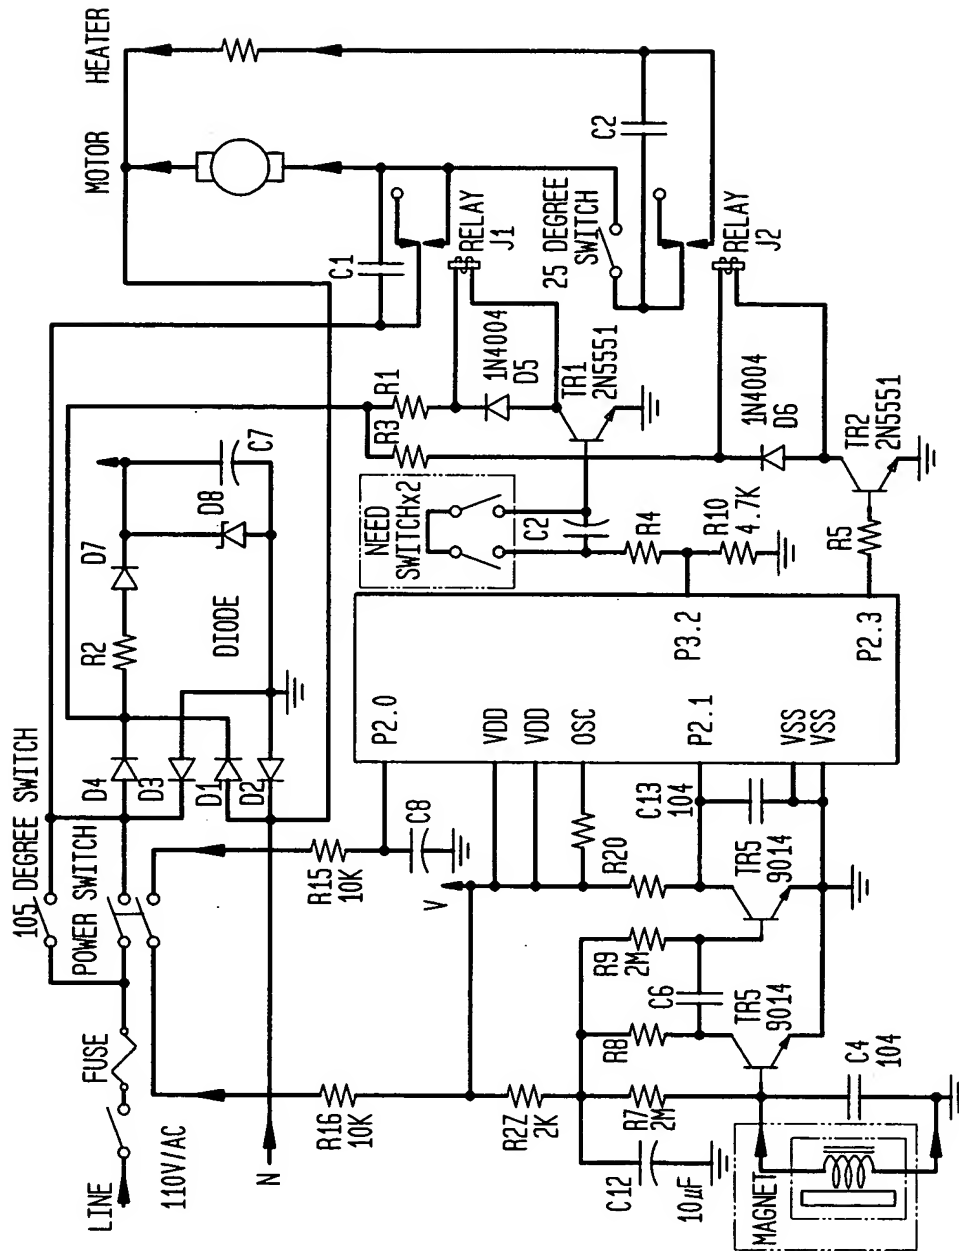 LINE
110V/AC
FUSE
105 DEGREE SWITCH
POWER SWITCH
N
D4
D3
D1
D2
R2
D7
DIODE
D8
C7
MOTOR
HEATER
R16
10K
R15
10K
C8
V
P2.0
VDD
VDD
OSC
P2.1
VSS
VSS
P3.2
P2.3
NEED
SWITCHx2
R3
R1
C1
RELAY
J1
1N4004
D5
TR1
2N5551
25 DEGREE
SWITCH
C2
C2
R4
R10
4.7K
R5
1N4004
D6
TR2
2N5551
RELAY
J2
R2Z
2K
C12
10µF
R7
2M
R8
R9
2M
C6
R20
C13
104
TR5
9014
TR5
9014
C4
104
MAGNET